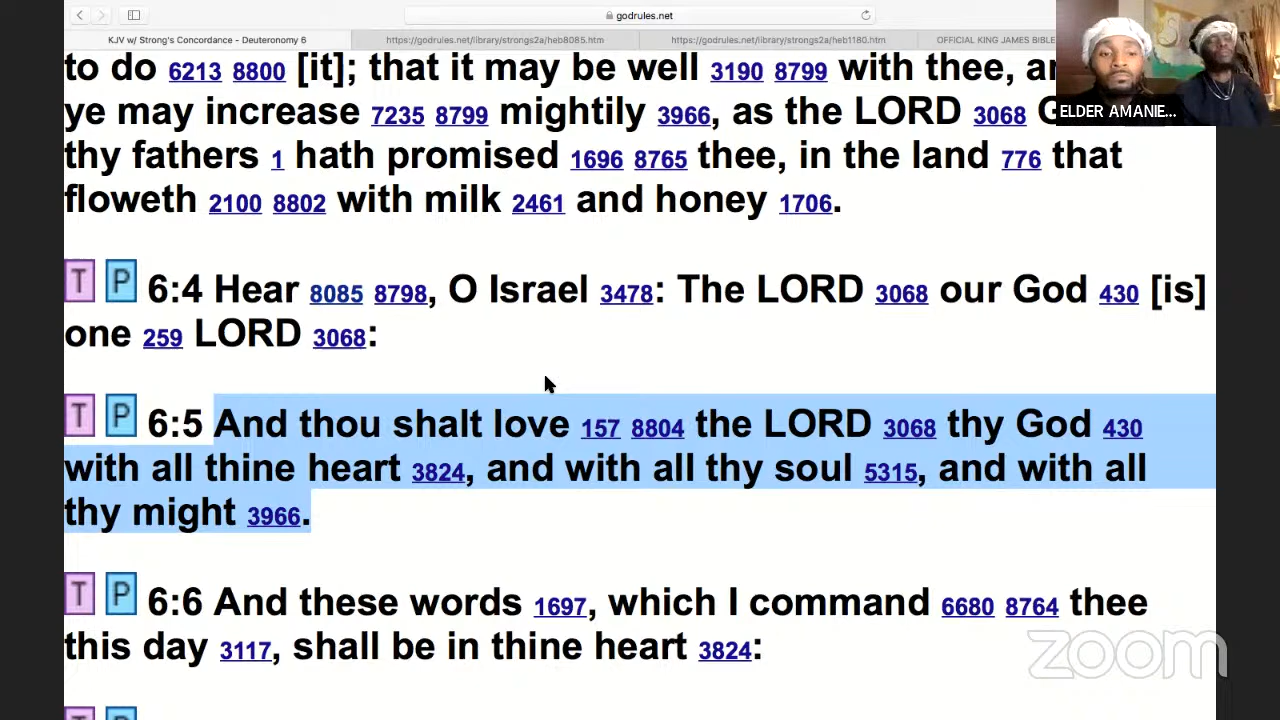 godrules.net
KJV w/ Strong's Concordance - Deuteronomy 6
https://godrules.net/library/strongs2a/heb8085.htm
https://godrules.net/library/strongs2a/heb1180.htm
OFFICIAL KING JAMES BIBLE
ELDER AMANIE...
to do 6213 8800 [it]; that it may be well 3190 8799 with thee,
ye may increase 7235 8799 mightily 3966, as the LORD 3068
thy fathers 1 hath promised 1696 8765 thee, in the land 776 that
floweth 2100 8802 with milk 2461 and honey 1706.
T P 6:4 Hear 8085 8798, O Israel 3478: The LORD 3068 our God 430 [is]
one 259 LORD 3068:
T P 6:5 And thou shalt love 157 8804 the LORD 3068 thy God 430
with all thine heart 3824, and with all thy soul 5315, and with all
thy might 3966.
T P 6:6 And these words 1697, which I command 6680 8764 thee
this day 3117, shall be in thine heart 3824:
zoom